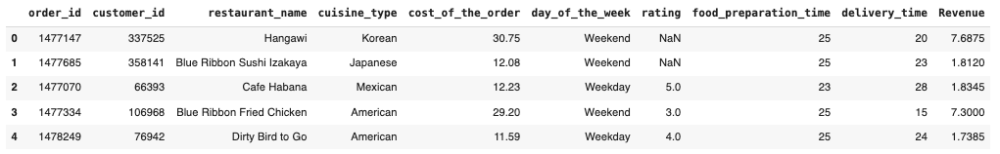 order_id customer_id restaurant_name cuisine_type cost_of_the_order day_of_the_week rating food_preparation_time delivery_time Revenue
0 1477147 337525 Hangawi Korean 30.75 Weekend NaN 25 20 7.6875
1 1477685 358141 Blue Ribbon Sushi Izakaya Japanese 12.08 Weekend NaN 25 23 1.8120
2 1477070 66393 Cafe Habana Mexican 12.23 Weekday 5.0 23 28 1.8345
3 1477334 106968 Blue Ribbon Fried Chicken American 29.20 Weekend 3.0 25 15 7.3000
4 1478249 76942 Dirty Bird to Go American 11.59 Weekday 4.0 25 24 1.7385